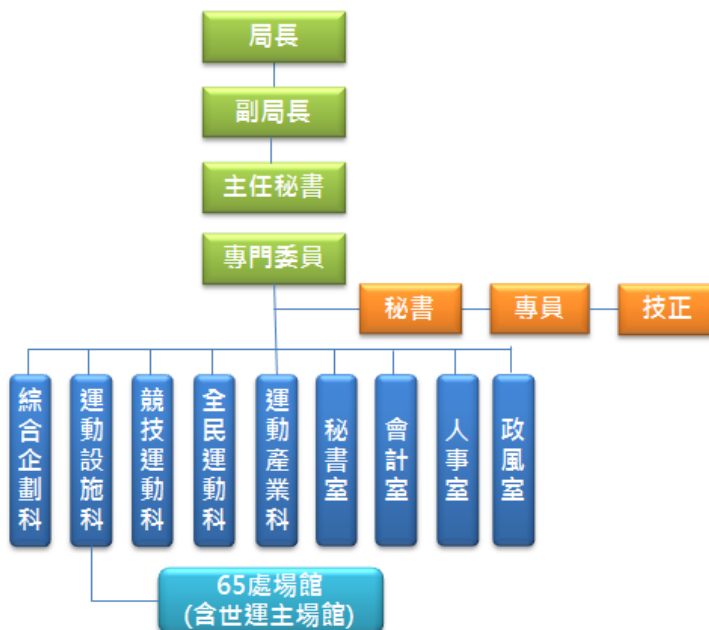 局長
副局長
主任秘書
專門委員
秘書
專員
技正
綜合企劃科
運動設施科
競技運動科
全民運動科
運動產業科
秘書室
會計室
人事室
政風室
65處場館
(含世運主場館)